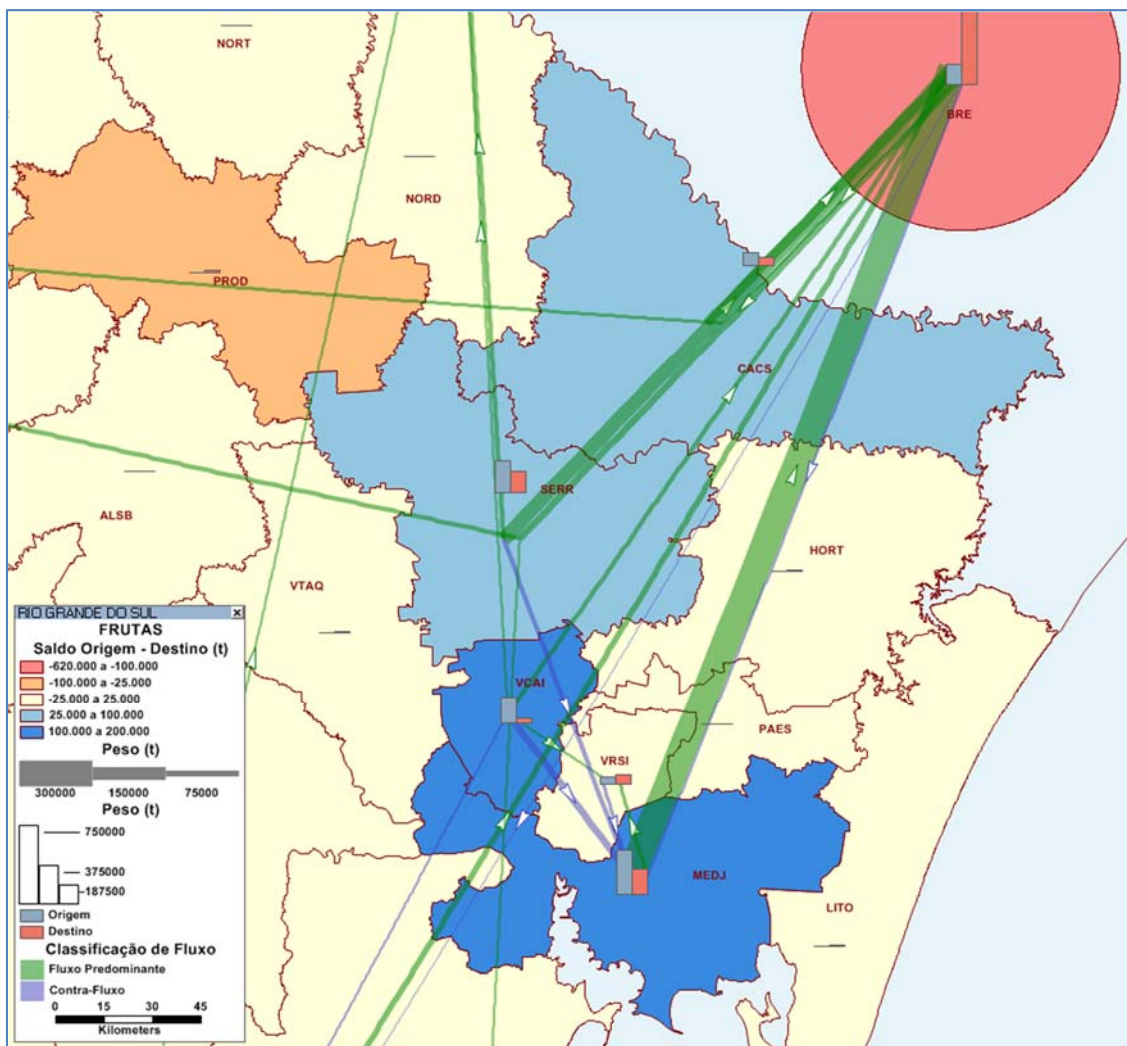 NORT
BRE
NORD
PROD
CACS
SERR
ALSB
HORT
VTAQ
RIO GRANDE DO SUL
FRUTAS
Saldo Origem - Destino (t)
-620.000 a -100.000
-100.000 a -25.000
-25.000 a 25.000
25.000 a 100.000
100.000 a 200.000
Peso (t)
300000 150000 75000
Peso (t)
750000
375000
187500
Origem
Destino
Classificação de Fluxo
Fluxo Predominante
Contra-Fluxo
0 15 30 45
Kilometers
VCAI
PAES
VRSI
MEDJ
LITO